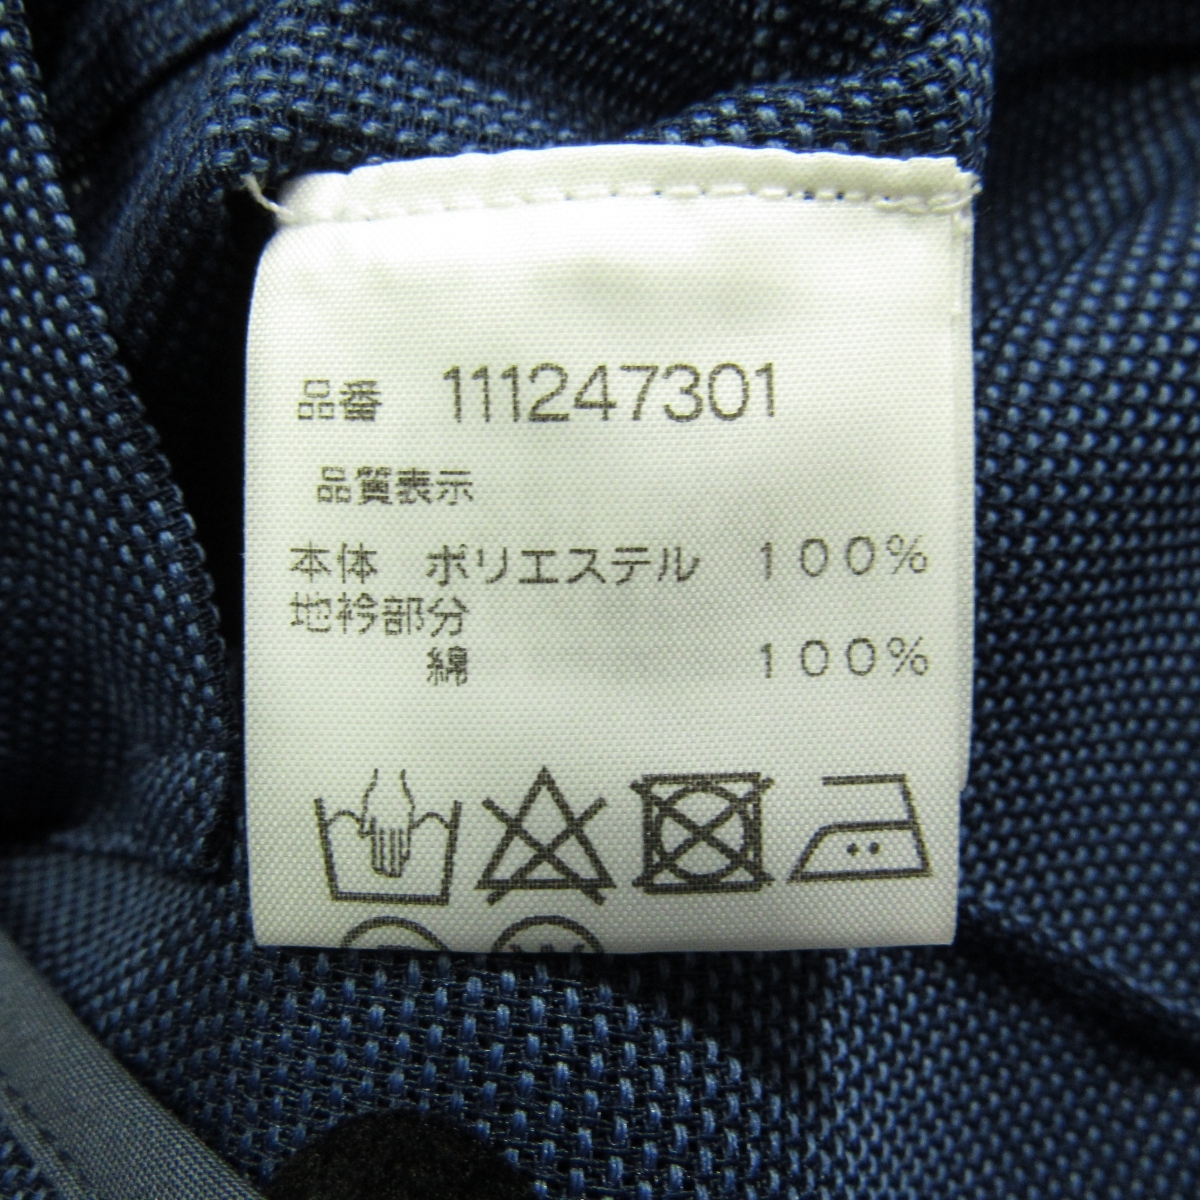 品番 111247301
品質表示
本体 ポリエステル 100%
地衿部分
綿 100%